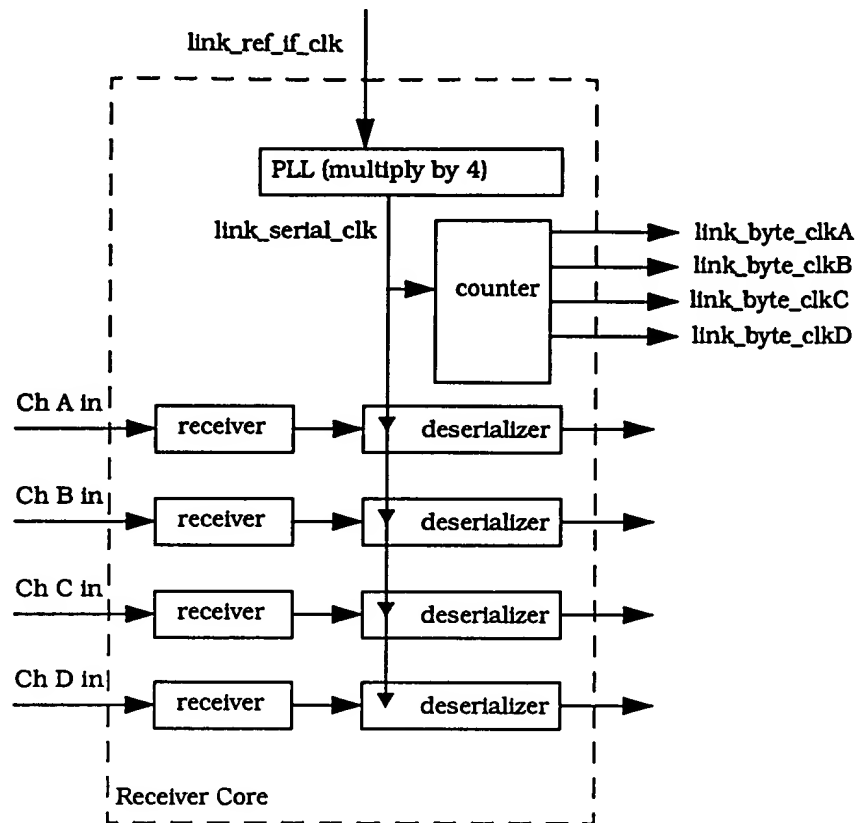 link_ref_if_clk
PLL (multiply by 4)
link_serial_clk
counter
link_byte_clkA
link_byte_clkB
link_byte_clkC
link_byte_clkD
Ch A in
receiver
deserializer
Ch B in
receiver
deserializer
Ch C in
receiver
deserializer
Ch D in
receiver
deserializer
Receiver Core